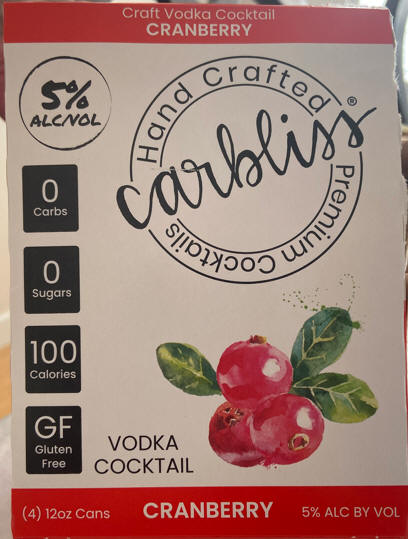 Craft Vodka Cocktail
CRANBERRY
5%
ALC/VOL
Hand Crafted
carbliss®
Premium Cocktails
0
Carbs
0
Sugars
100
Calories
GF
Gluten
Free
VODKA
COCKTAIL
(4) 12oz Cans
CRANBERRY
5% ALC BY VOL